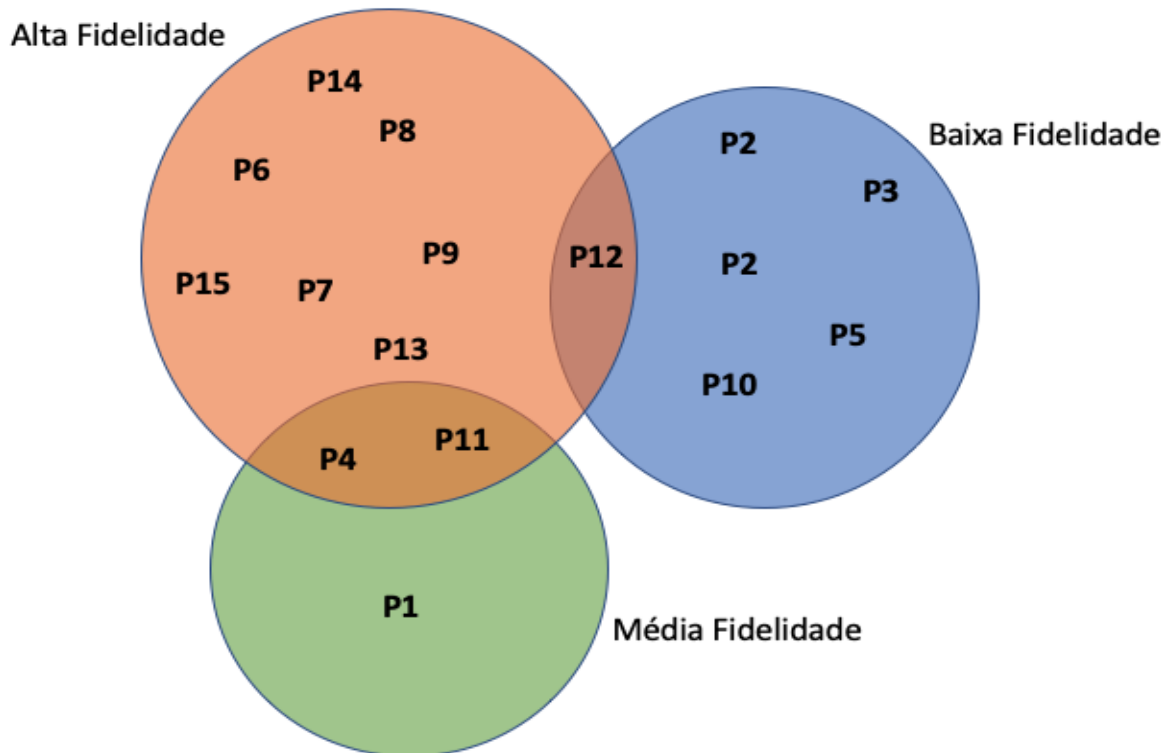 Alta Fidelidade
P14
P8
P6
P9
P15
P7
P13
P12
P2
Baixa Fidelidade
P3
P2
P5
P10
P4
P11
P1
Média Fidelidade